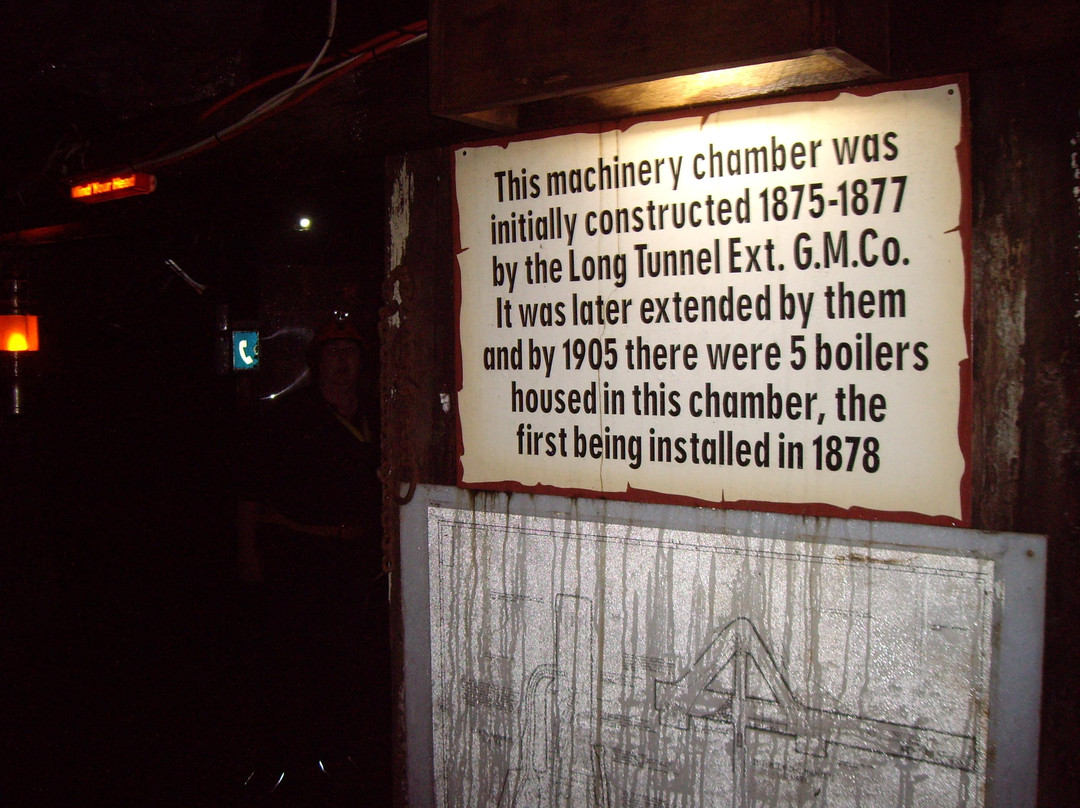 Mind Your Head
This machinery chamber was
initially constructed 1875-1877
by the Long Tunnel Ext. G.M.Co.
It was later extended by them
and by 1905 there were 5 boilers
housed in this chamber, the
first being installed in 1878